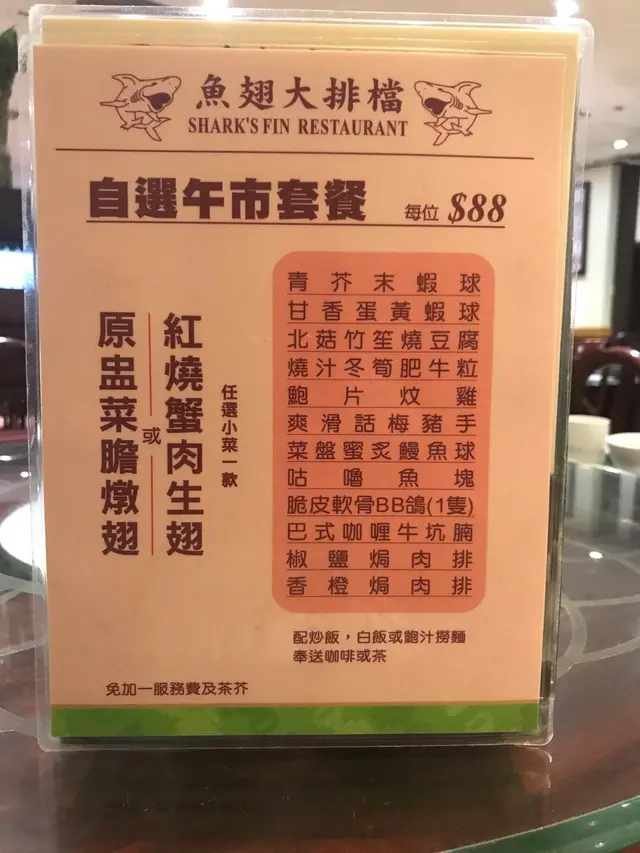 魚翅大排檔
SHARK'S FIN RESTAURANT
自選午市套餐 每位 $88
紅燒蟹肉生翅
或
原盅菜膽燉翅
任選小菜一款
青芥末蝦球
甘香蛋黃蝦球
北菇竹笙燒豆腐
燒汁冬筍肥牛粒
鮑片炆雞
爽滑話梅豬手
菜盤蜜炙鰻魚球
咕嚕魚塊
脆皮軟骨BB鴿(1隻)
巴式咖喱牛坑腩
椒鹽焗肉排
香橙焗肉排
配炒飯，白飯或鮑汁撈麵
奉送咖啡或茶
免加一服務費及茶芥